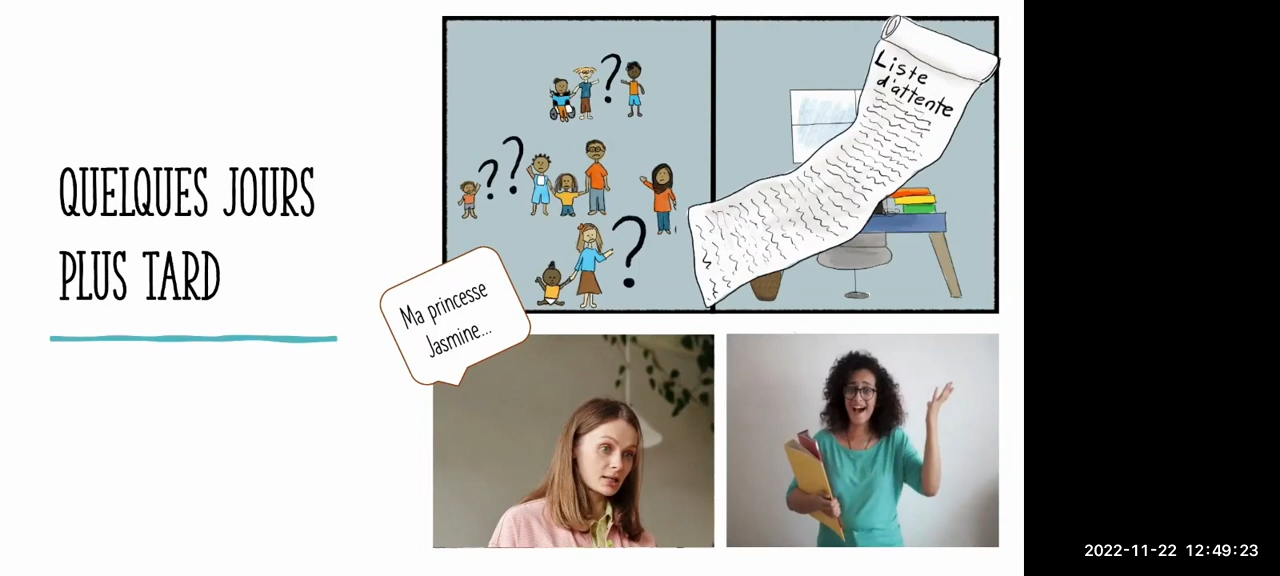 QUELQUES JOURS
PLUS TARD
Liste
d'attente
? ? ? ?
Ma princesse
Jasmine...
2022-11-22 12:49:23